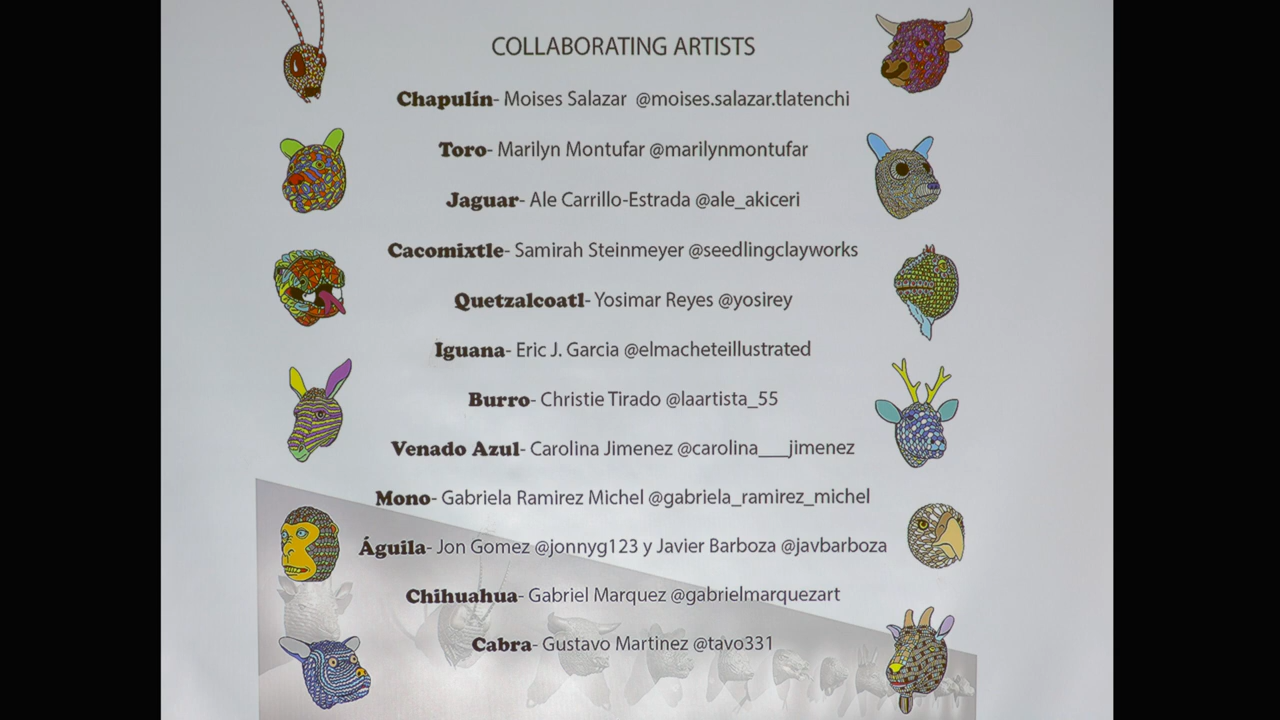 COLLABORATING ARTISTS
Chapulín- Moises Salazar @moises.salazar.tlatenchi
Toro- Marilyn Montufar @marilynmontufar
Jaguar- Ale Carrillo-Estrada @ale_akiceri
Cacomixtle- Samirah Steinmeyer @seedlingclayworks
Quetzalcoatl- Yosimar Reyes @yosirey
Iguana- Eric J. Garcia @elmacheteillustrated
Burro- Christie Tirado @laartista_55
Venado Azul- Carolina Jimenez @carolina___jimenez
Mono- Gabriela Ramirez Michel @gabriela_ramirez_michel
Águila- Jon Gomez @jonnyg123 y Javier Barboza @javbarboza
Chihuahua- Gabriel Marquez @gabrielmarquezart
Cabra- Gustavo Martinez @tavo331